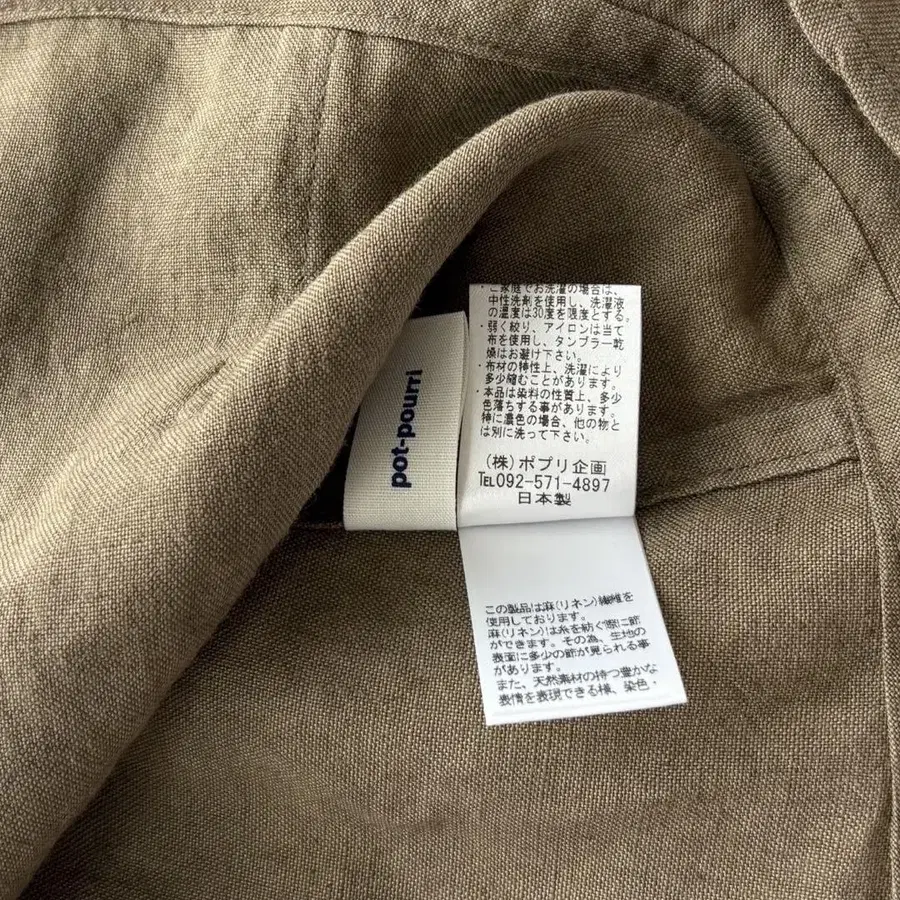 pot-pourri
・ご家庭でお洗濯の場合は、
中性洗剤を使用し、洗濯液
の温度は30度を限度とする。
・弱く絞り、アイロンは当て
布を使用し、タンブラー乾
燥はお避け下さい。
・布材の特性上、洗濯により
多少縮むことがあります。
・本品は染料の性質上、多少
色落ちする事があります。
特に濃色の場合、他の物と
は別に洗って下さい。
(株)ポプリ企画
TEL092-571-4897
日本製
この製品は麻(リネン)繊維を
使用しております。
麻(リネン)は糸を紡ぐ際に節
ができます。その為、生地の
表面に多少の節が見られる事
があります。
また、天然素材の持つ豊かな
表情を表現できる様、染色・